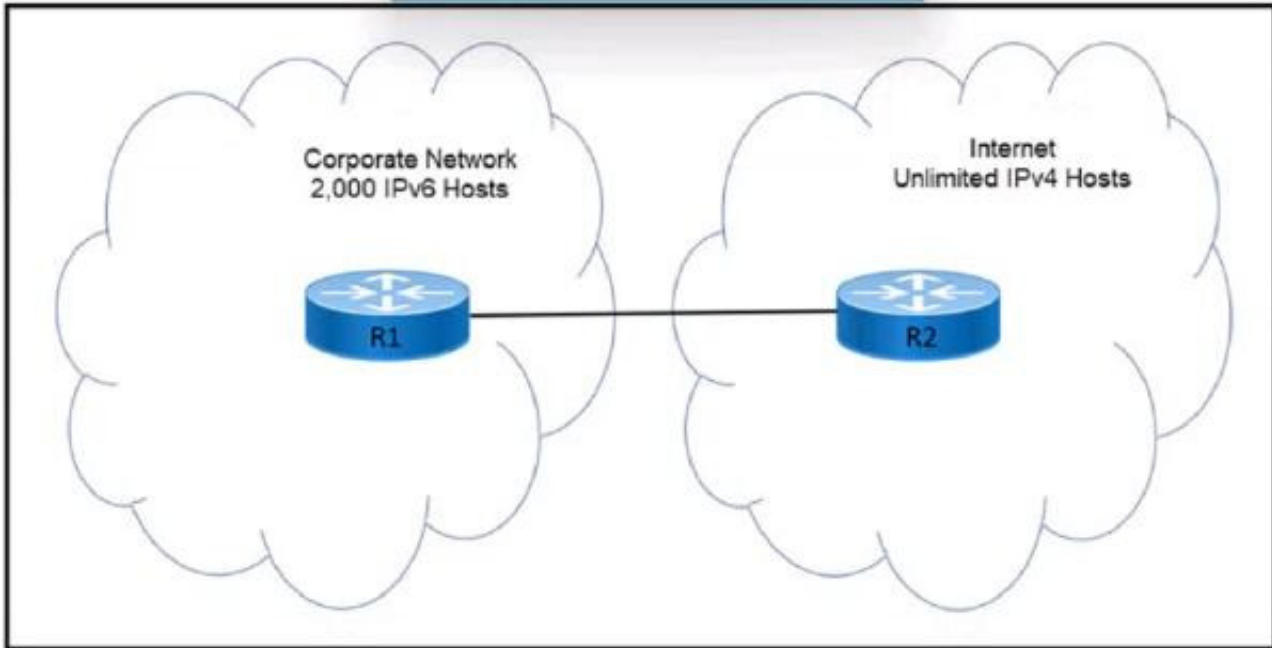 Corporate Network
2,000 IPv6 Hosts
Internet
Unlimited IPv4 Hosts
R1
R2